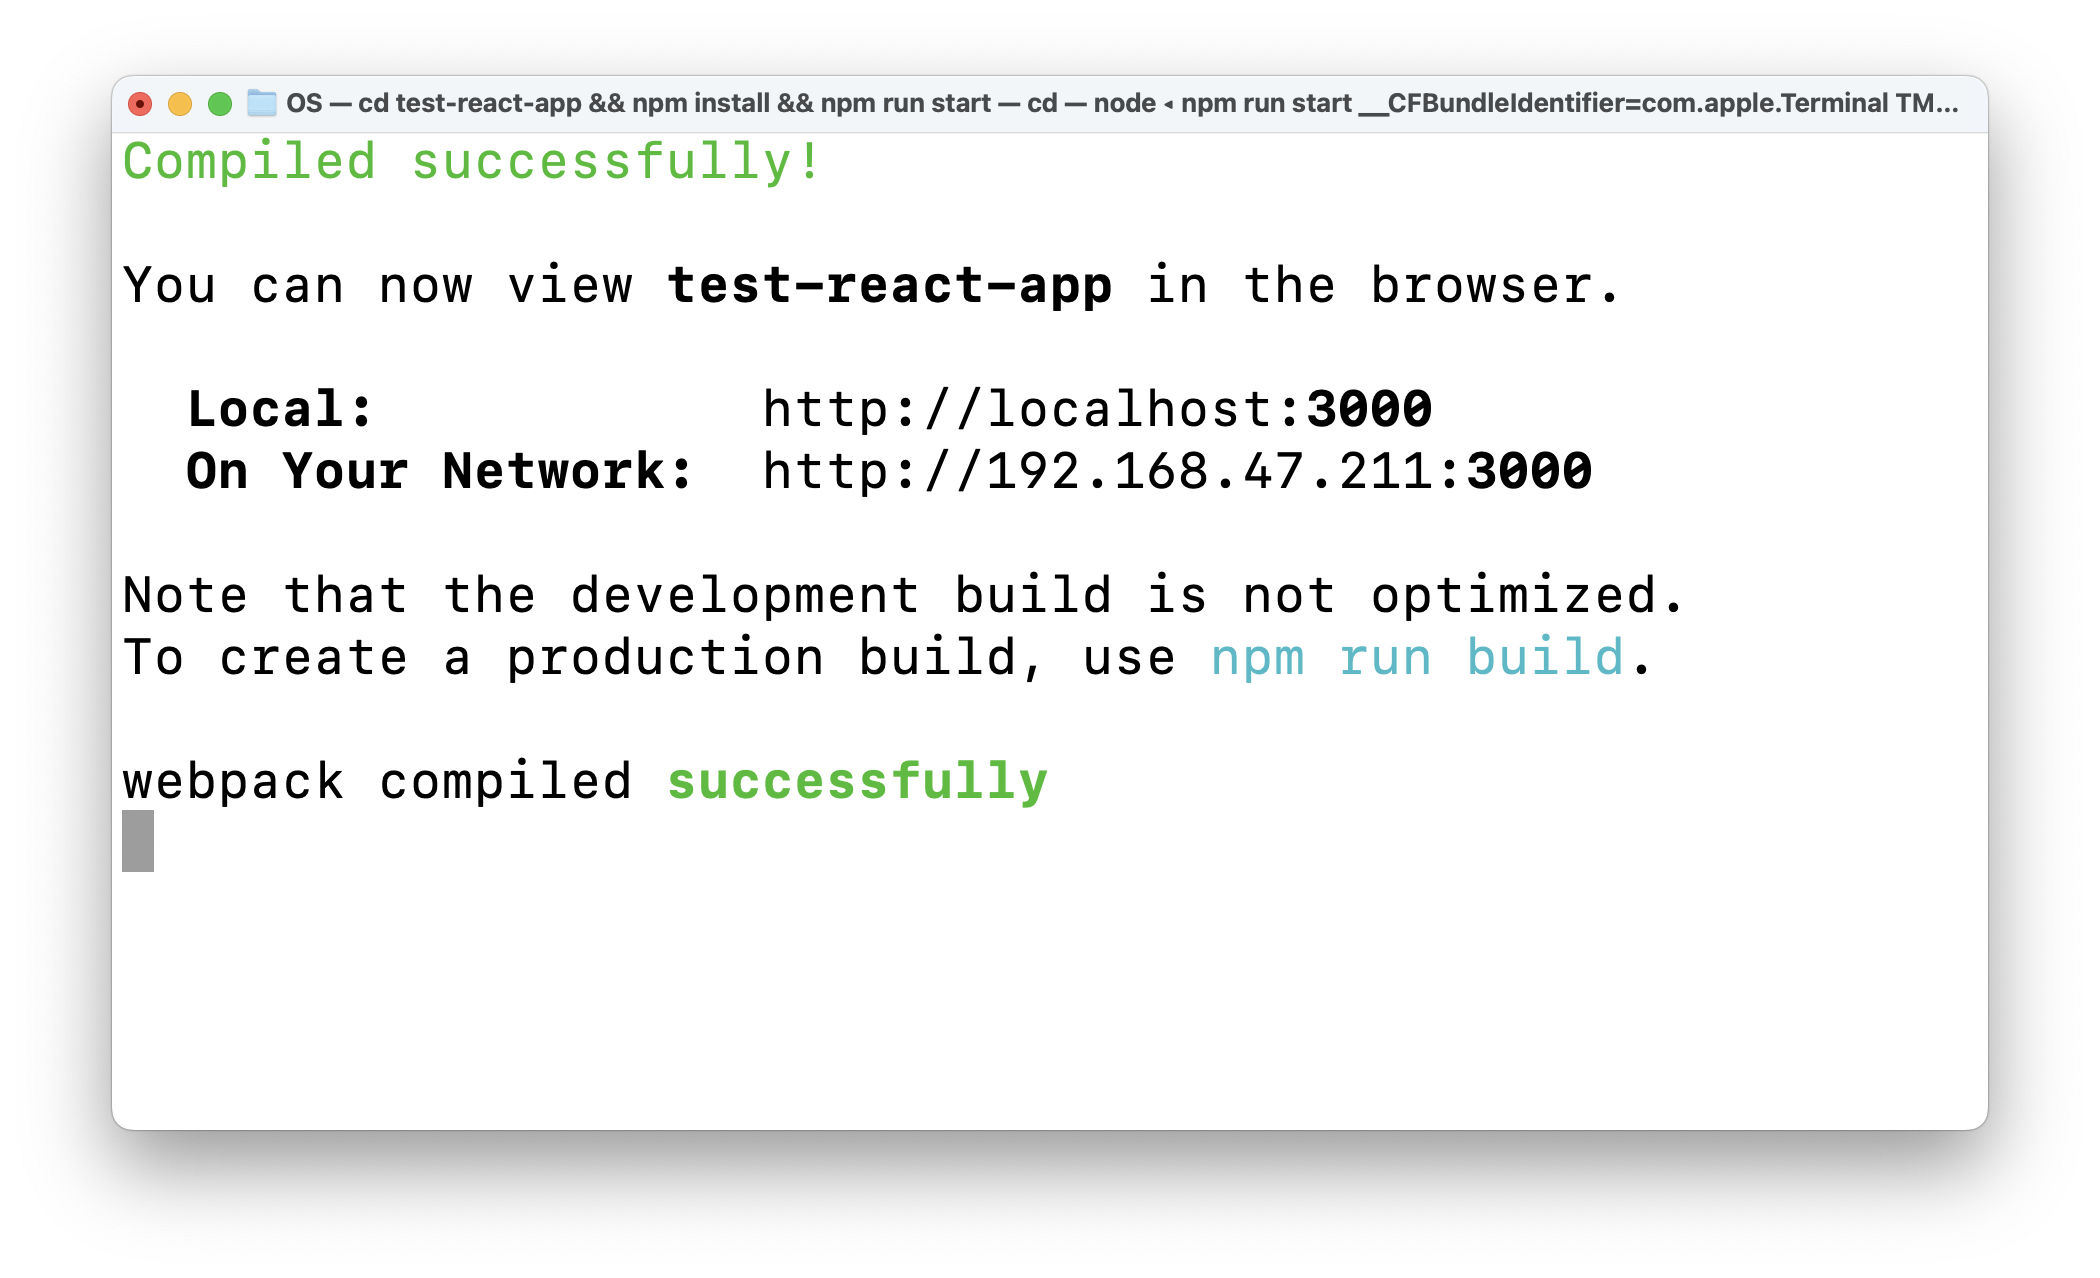 OS — cd test-react-app && npm install && npm run start — cd — node ◂ npm run start __CFBundleIdentifier=com.apple.Terminal TM…
Compiled successfully!
You can now view test-react-app in the browser.
Local: http://localhost:3000
On Your Network: http://192.168.47.211:3000
Note that the development build is not optimized.
To create a production build, use npm run build.
webpack compiled successfully